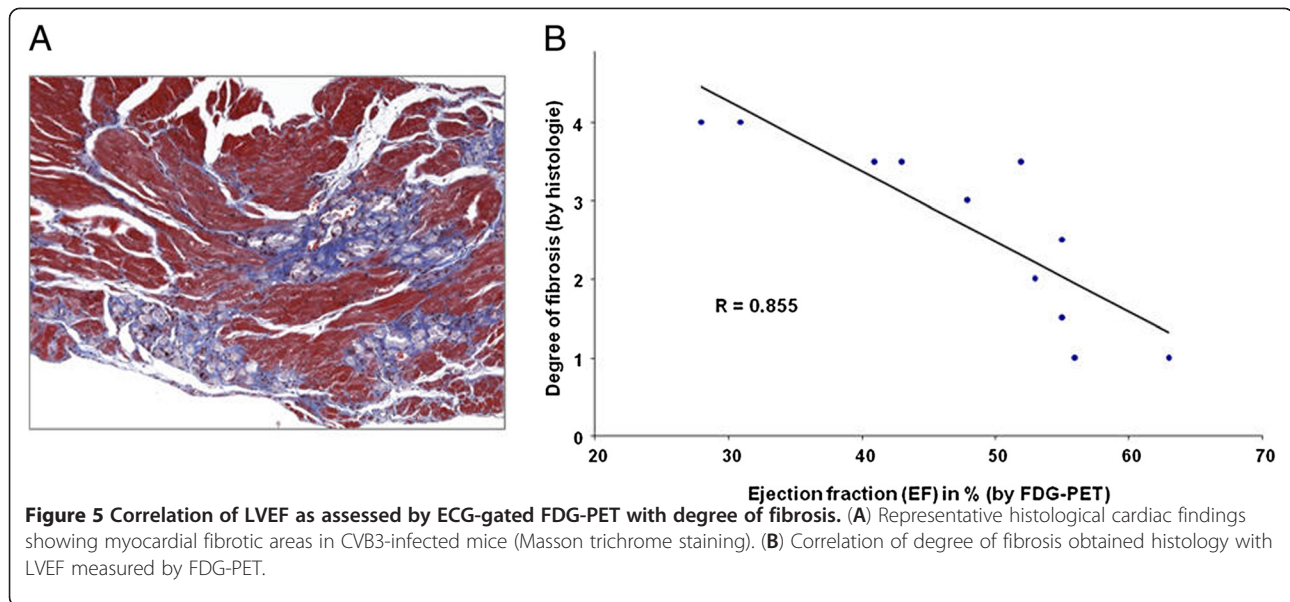 A
B
Degree of fibrosis (by histologie)
4
3
2
1
0
R = 0.855
20 30 40 50 60 70
Ejection fraction (EF) in % (by FDG-PET)
Figure 5 Correlation of LVEF as assessed by ECG-gated FDG-PET with degree of fibrosis. (A) Representative histological cardiac findings
showing myocardial fibrotic areas in CVB3-infected mice (Masson trichrome staining). (B) Correlation of degree of fibrosis obtained histology with
LVEF measured by FDG-PET.